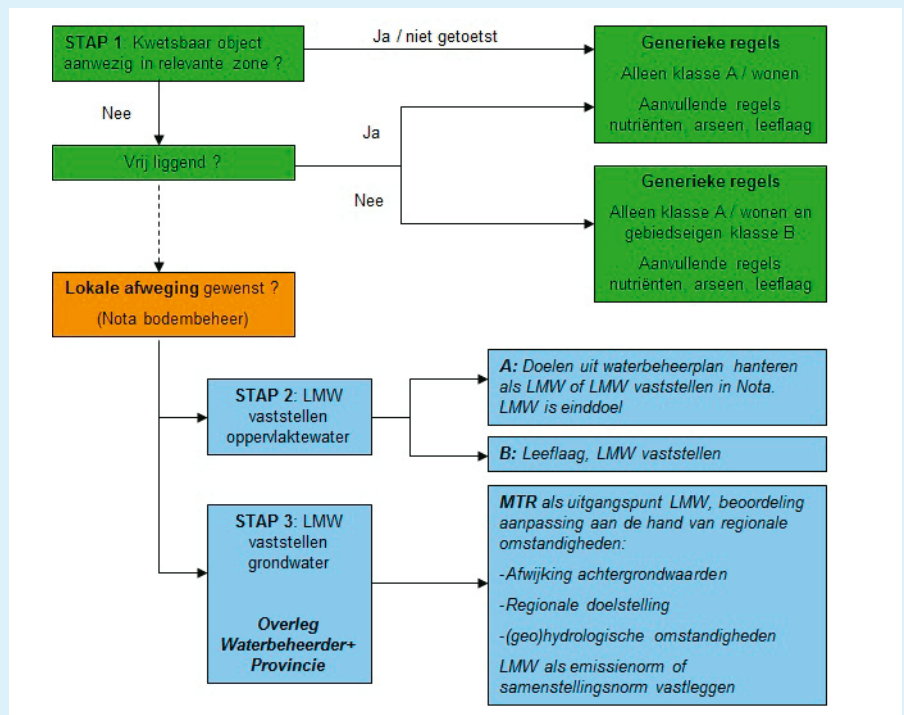 STAP 1: Kwetsbaar object
aanwezig in relevante zone ?
Ja / niet getoetst
Generieke regels
Alleen klasse A / wonen
Aanvullende regels
nutriënten, arseen, leeflaag
Nee
Ja
Vrij liggend ?
Nee
Generieke regels
Alleen klasse A / wonen en
gebiedseigen klasse B
Aanvullende regels
nutriënten, arseen, leeflaag
Lokale afweging gewenst ?
(Nota bodembeheer)
STAP 2: LMW
vaststellen
oppervlaktewater
A: Doelen uit waterbeheerplan hanteren
als LMW of LMW vaststellen in Nota.
LMW is einddoel
B: Leeflaag, LMW vaststellen
STAP 3: LMW
vaststellen
grondwater
Overleg
Waterbeheerder+
Provincie
MTR als uitgangspunt LMW, beoordeling
aanpassing aan de hand van regionale
omstandigheden:
-Afwijking achtergrondwaarden
-Regionale doelstelling
-(geo)hydrologische omstandigheden
LMW als emissienorm of
samenstellingsnorm vastleggen